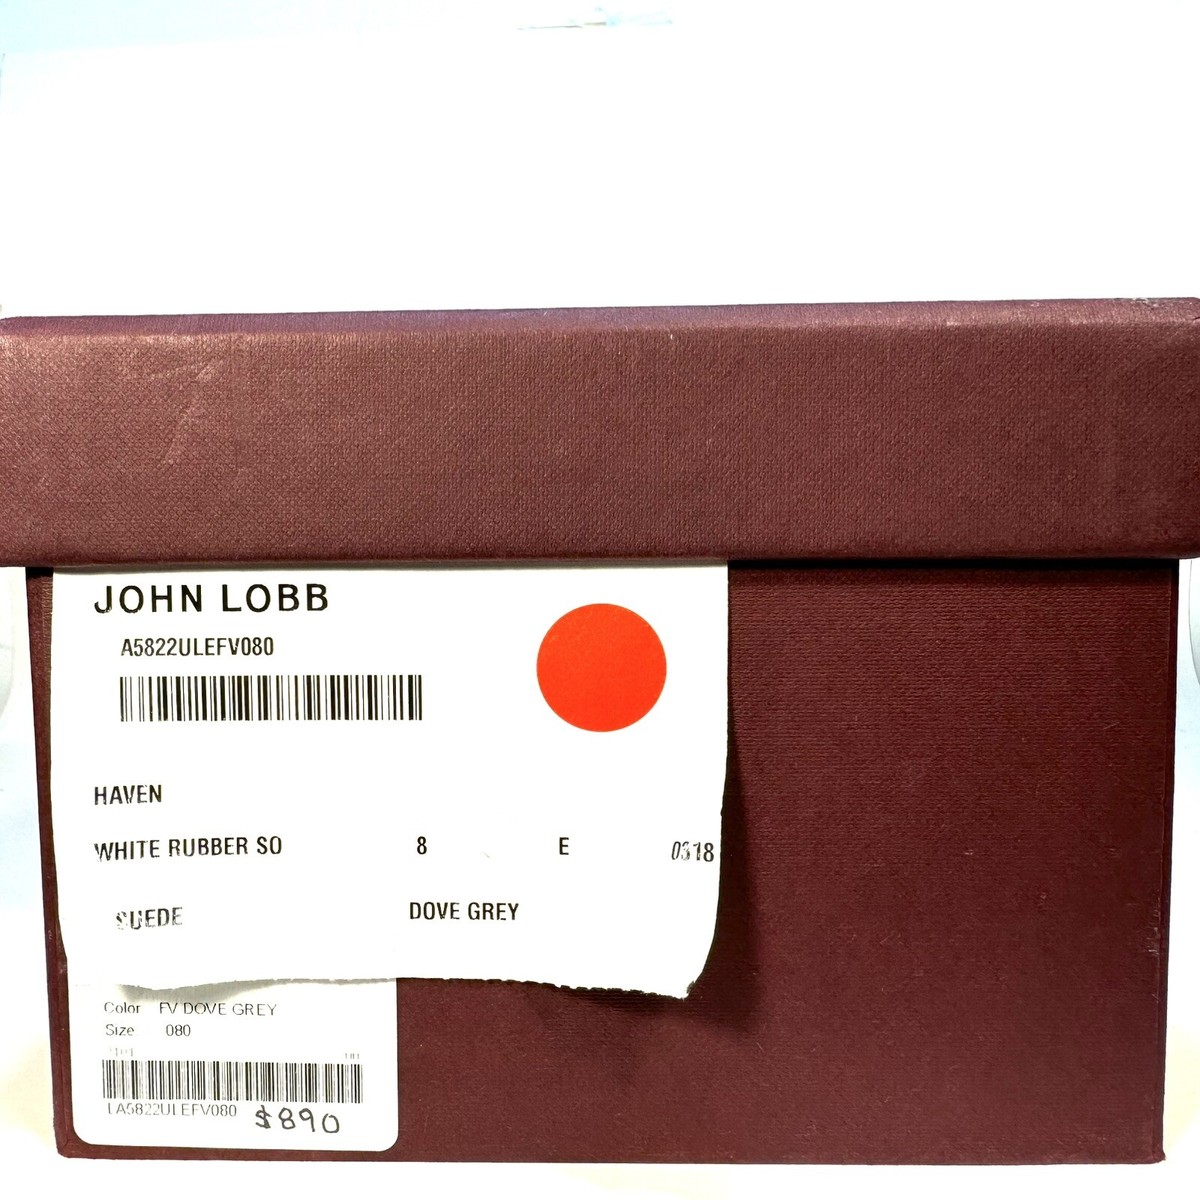 JOHN LOBB
A5822ULEFV080
HAVEN
WHITE RUBBER SO 8 E 0318
SUEDE DOVE GREY
Color FV DOVE GREY
Size 080
LA5822ULEFV080 $890